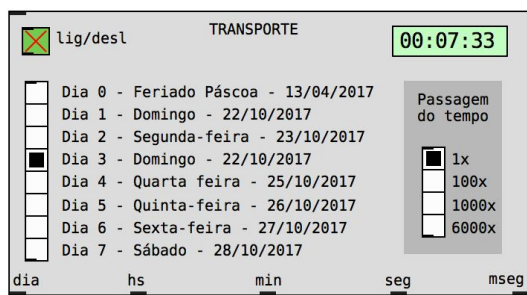 TRANSPORTE
lig/desl
00:07:33
Dia 0 - Feriado Páscoa - 13/04/2017
Dia 1 - Domingo - 22/10/2017
Dia 2 - Segunda-feira - 23/10/2017
Dia 3 - Domingo - 22/10/2017
Dia 4 - Quarta feira - 25/10/2017
Dia 5 - Quinta-feira - 26/10/2017
Dia 6 - Sexta-feira - 27/10/2017
Dia 7 - Sábado - 28/10/2017
Passagem
do tempo
1x
100x
1000x
6000x
dia hs min seg mseg